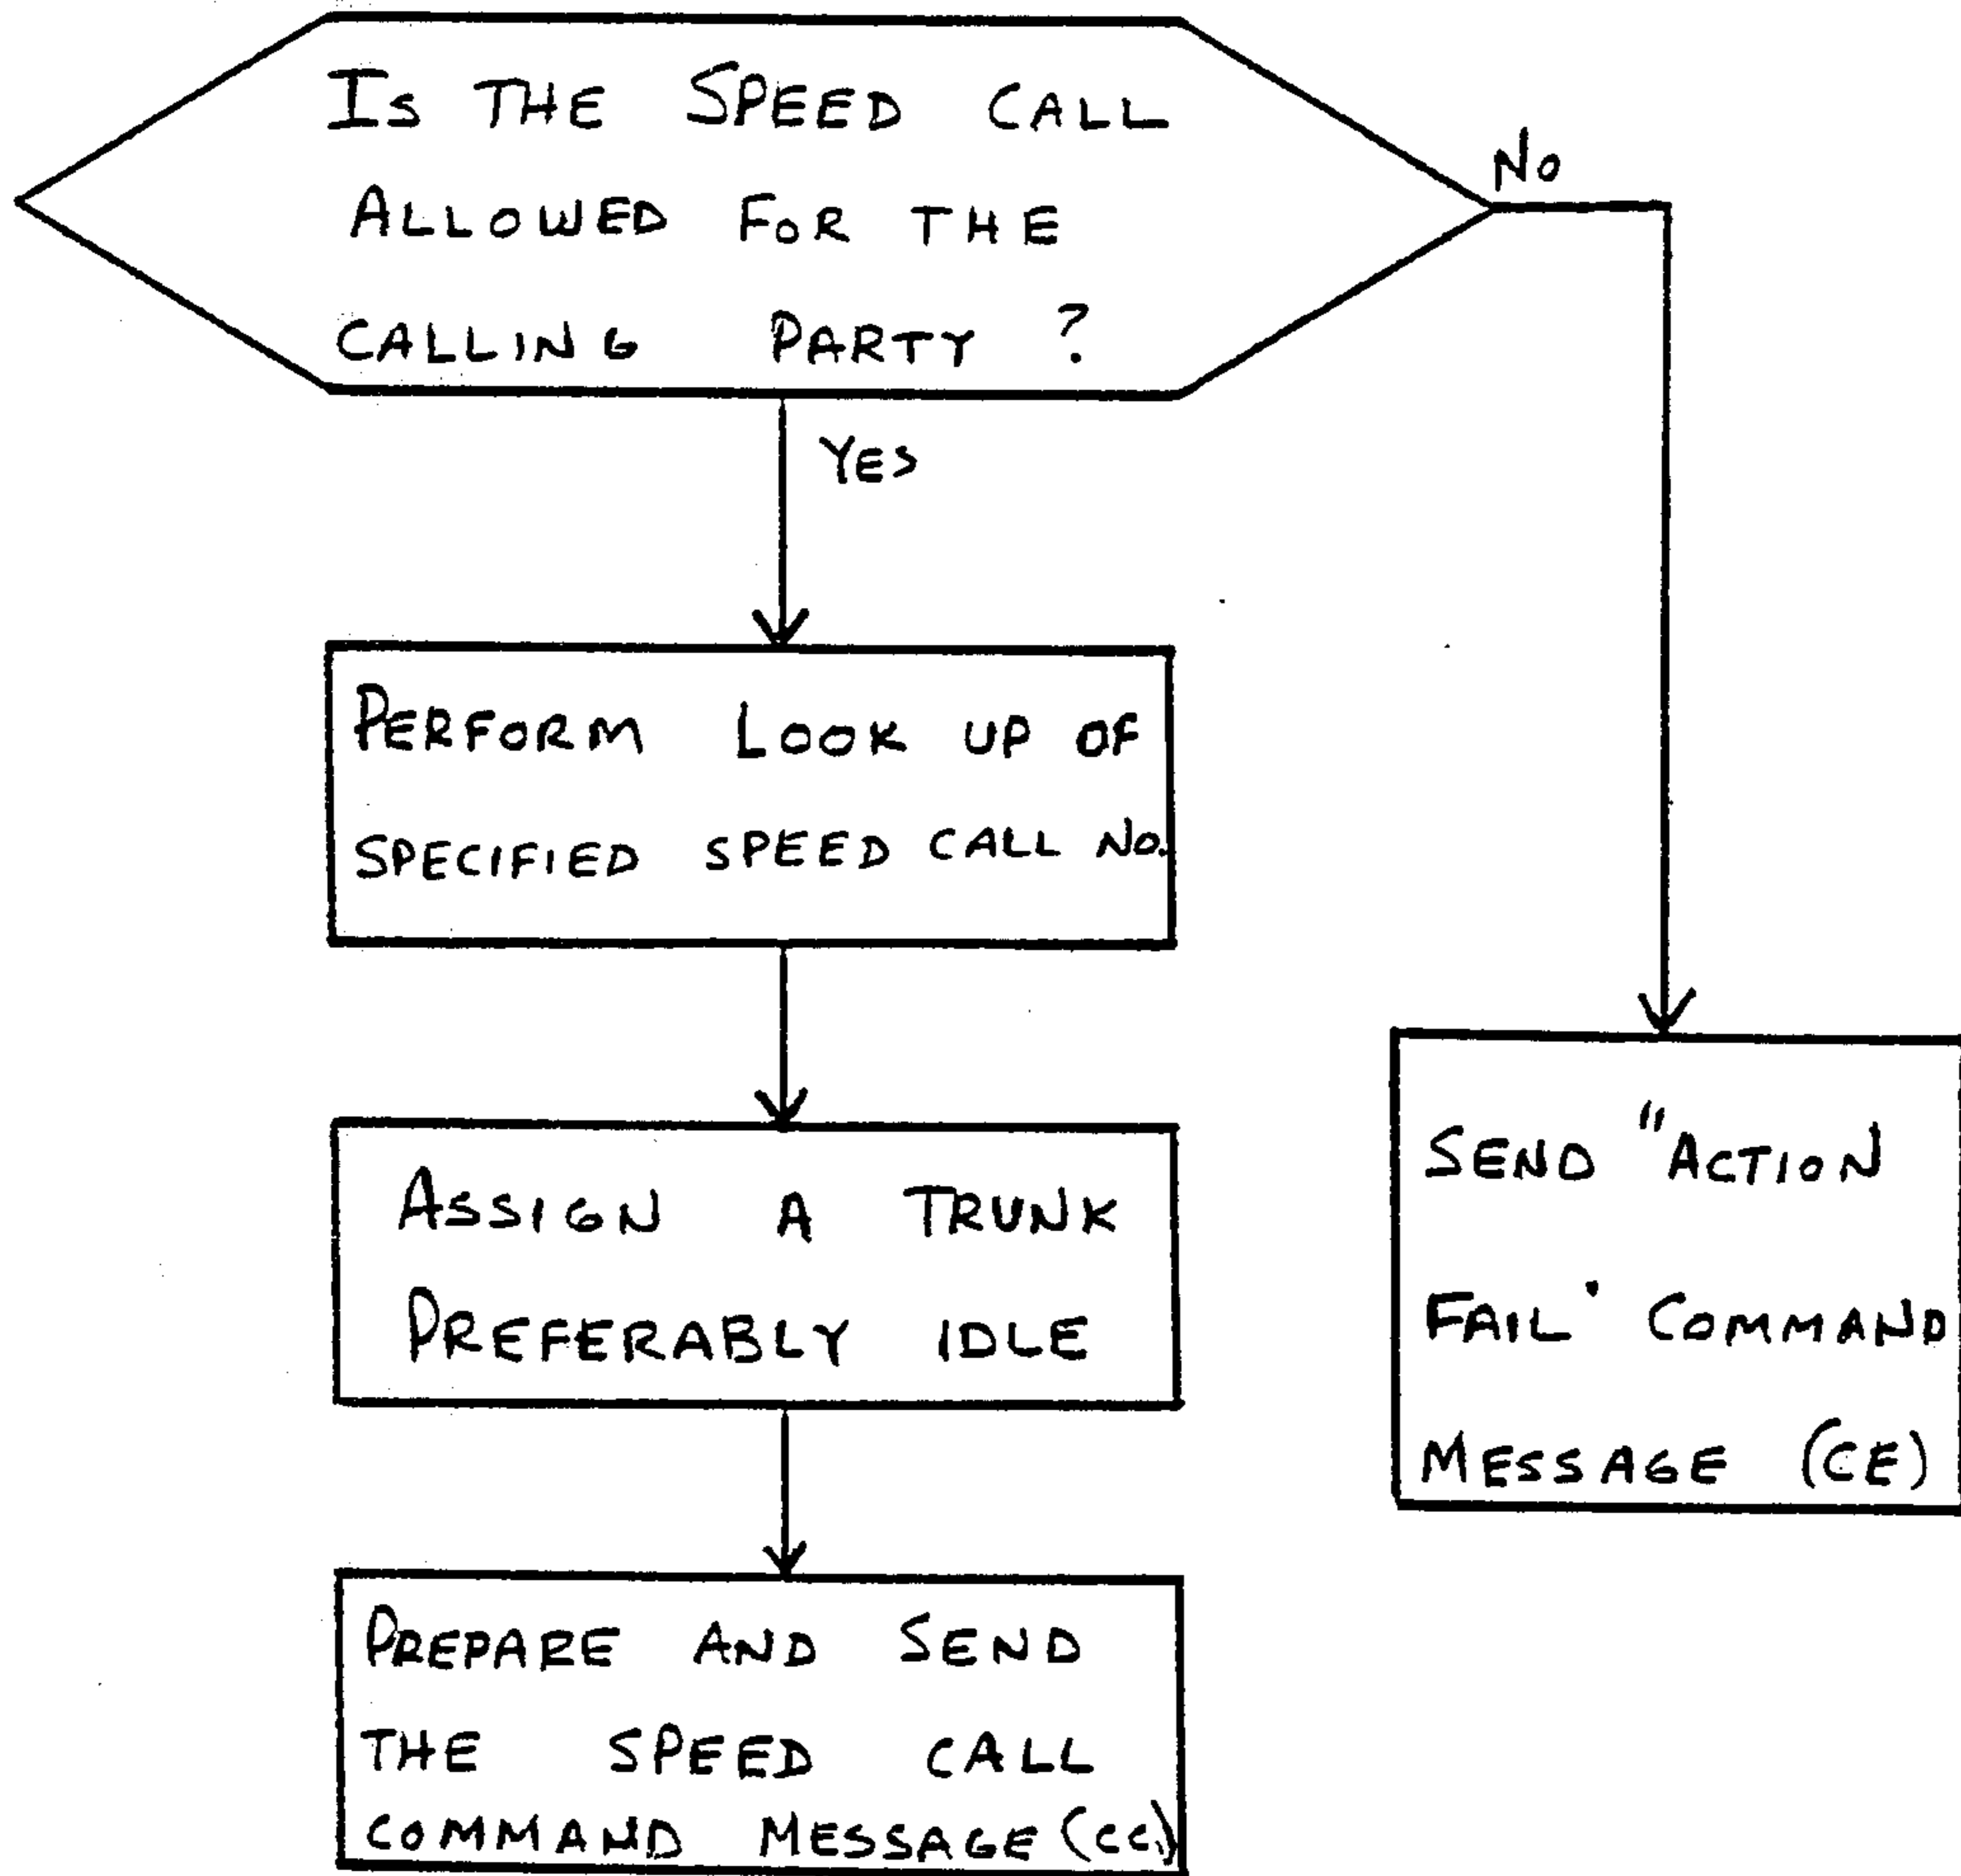 Is THE SPEED CALL
ALLOWED FOR THE
CALLING PARTY ?
No
YES
PERFORM LOOK UP OF
SPECIFIED SPEED CALL No.
ASSIGN A TRUNK
PREFERABLY IDLE
PREPARE AND SEND
THE SPEED CALL
COMMAND MESSAGE (CC)
SEND "ACTION
FAIL" COMMAND
MESSAGE (CE)